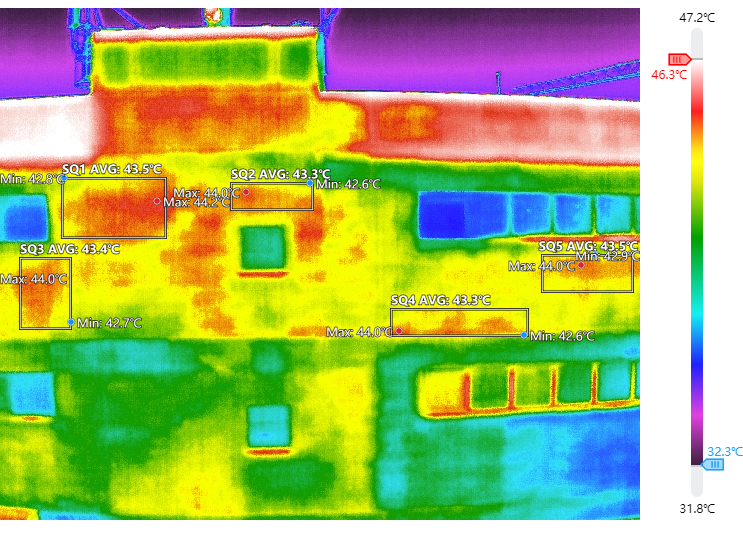 47.2℃
46.3℃
SQ1 AVG: 43.5℃
Min: 42.8℃
Max: 44.2℃
SQ2 AVG: 43.3℃
Max: 44.0℃
Min: 42.6℃
SQ3 AVG: 43.4℃
Max: 44.0℃
Min: 42.7℃
SQ5 AVG: 43.5℃
Min: 42.9℃
Max: 44.0℃
SQ4 AVG: 43.3℃
Max: 44.0℃
Min: 42.6℃
32.3℃
31.8℃